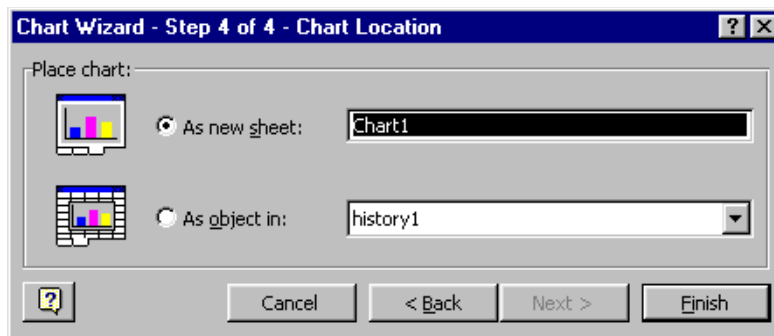 Chart Wizard - Step 4 of 4 - Chart Location ?
Place chart:
As new sheet: Chart1
As object in: history1
? Cancel < Back Next > Finish